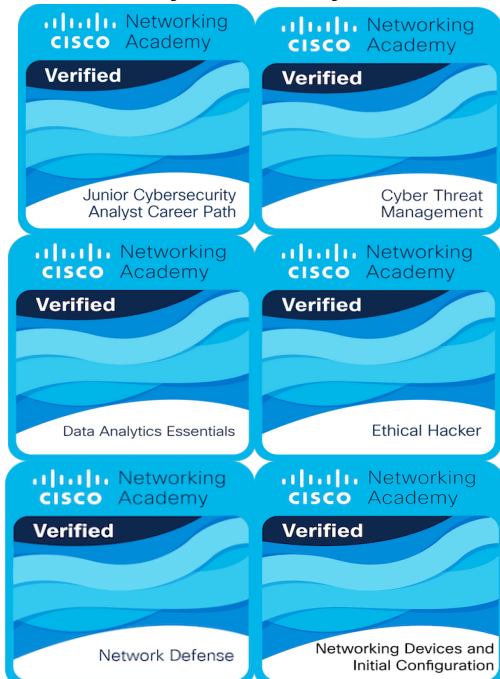 Networking
CISCO Academy
Verified
Junior Cybersecurity
Analyst Career Path
Networking
CISCO Academy
Verified
Cyber Threat
Management
Networking
CISCO Academy
Verified
Data Analytics Essentials
Networking
CISCO Academy
Verified
Ethical Hacker
Networking
CISCO Academy
Verified
Network Defense
Networking
CISCO Academy
Verified
Networking Devices and
Initial Configuration